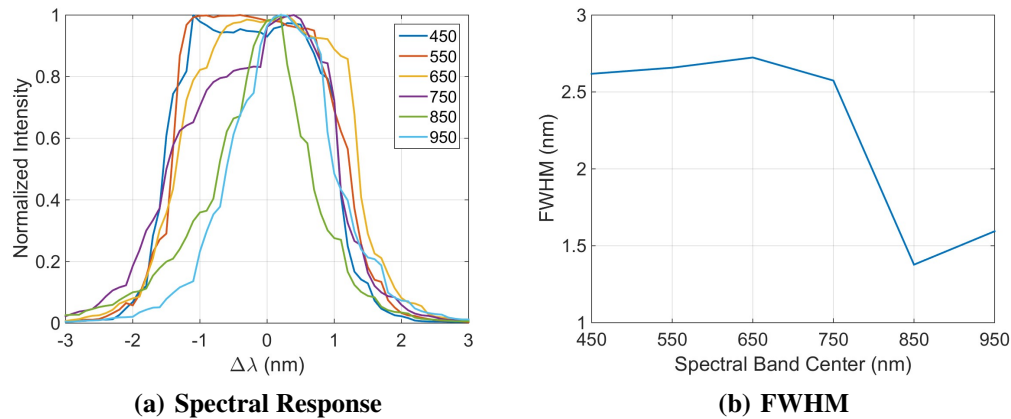 Normalized Intensity
1
0.8
0.6
0.4
0.2
0
-3 -2 -1 0 1 2 3
Δλ (nm)
450
550
650
750
850
950
(a) Spectral Response
FWHM (nm)
3
2.5
2
1.5
1
450 550 650 750 850 950
Spectral Band Center (nm)
(b) FWHM